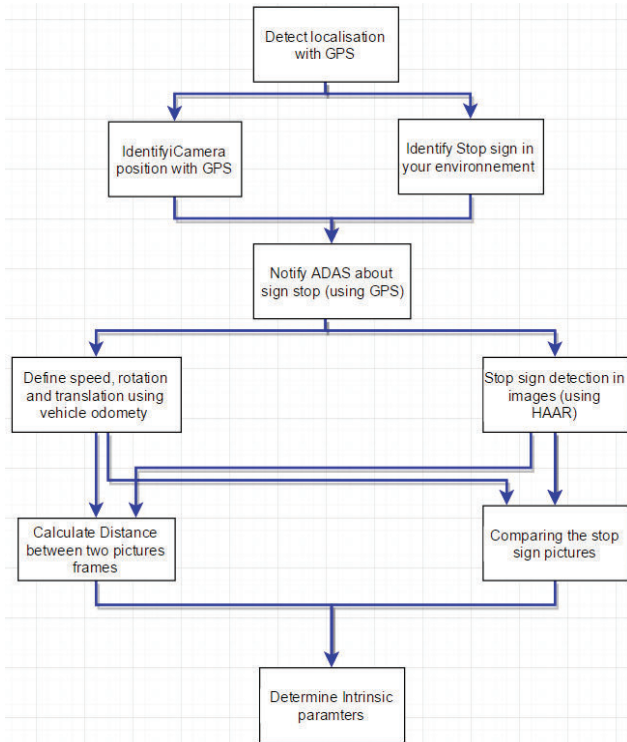 Detect localisation
with GPS
IdentifyiCamera
position with GPS
Identify Stop sign in
your environnement
Notify ADAS about
sign stop (using GPS)
Define speed, rotation
and translation using
vehicle odomety
Stop sign detection in
images (using
HAAR)
Calculate Distance
between two pictures
frames
Comparing the stop
sign pictures
Determine Intrinsic
paramters